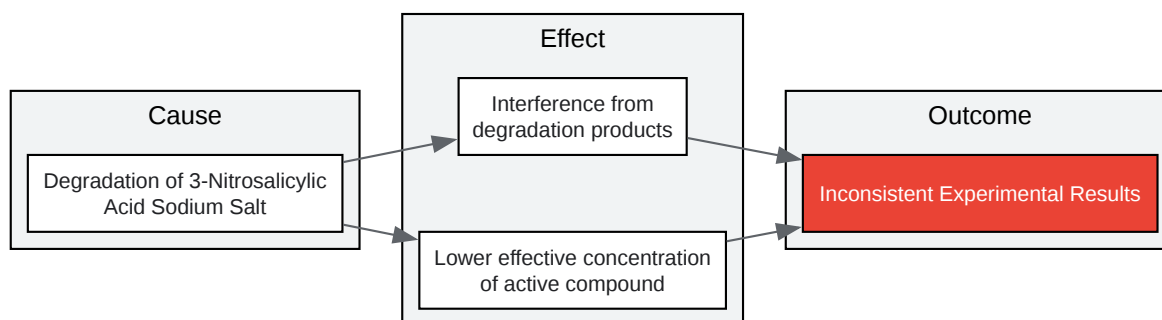 Cause
Degradation of 3-Nitrosalicylic
Acid Sodium Salt
Effect
Interference from
degradation products
Lower effective concentration
of active compound
Outcome
Inconsistent Experimental Results